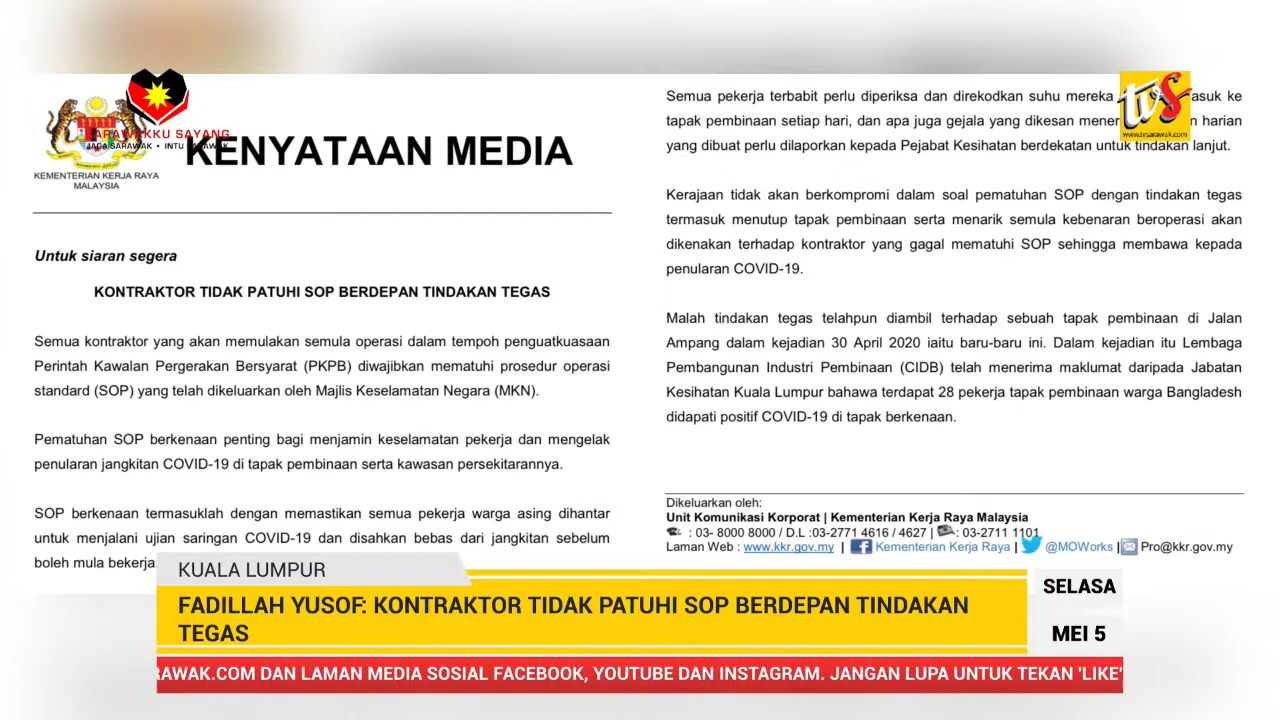 SARAWAKKU SAYANG
JAGA SARAWAK • INTU SARAWAK
KEMENTERIAN KERJA RAYA
MALAYSIA
KENYATAAN MEDIA
Untuk siaran segera
KONTRAKTOR TIDAK PATUHI SOP BERDEPAN TINDAKAN TEGAS
Semua kontraktor yang akan memulakan semula operasi dalam tempoh penguatkuasaan
Perintah Kawalan Pergerakan Bersyarat (PKPB) diwajibkan mematuhi prosedur operasi
standard (SOP) yang telah dikeluarkan oleh Majlis Keselamatan Negara (MKN).
Pematuhan SOP berkenaan penting bagi menjamin keselamatan pekerja dan mengelak
penularan jangkitan COVID-19 di tapak pembinaan serta kawasan persekitarannya.
SOP berkenaan termasuklah dengan memastikan semua pekerja warga asing dihantar
untuk menjalani ujian saringan COVID-19 dan disahkan bebas dari jangkitan sebelum
boleh mula bekerja.
Semua pekerja terbabit perlu diperiksa dan direkodkan suhu mereka masuk ke
tapak pembinaan setiap hari, dan apa juga gejala yang dikesan harian
yang dibuat perlu dilaporkan kepada Pejabat Kesihatan berdekatan untuk tindakan lanjut.
Kerajaan tidak akan berkompromi dalam soal pematuhan SOP dengan tindakan tegas
termasuk menutup tapak pembinaan serta menarik semula kebenaran beroperasi akan
dikenakan terhadap kontraktor yang gagal mematuhi SOP sehingga membawa kepada
penularan COVID-19.
Malah tindakan tegas telahpun diambil terhadap sebuah tapak pembinaan di Jalan
Ampang dalam kejadian 30 April 2020 iaitu baru-baru ini. Dalam kejadian itu Lembaga
Pembangunan Industri Pembinaan (CIDB) telah menerima maklumat daripada Jabatan
Kesihatan Kuala Lumpur bahawa terdapat 28 pekerja tapak pembinaan warga Bangladesh
didapati positif COVID-19 di tapak berkenaan.
Dikeluarkan oleh:
Unit Komunikasi Korporat | Kementerian Kerja Raya Malaysia
: 03- 8000 8000 / D.L :03-2771 4616 / 4627 | : 03-2711 1101
Laman Web : www.kkr.gov.my | Kementerian Kerja Raya | @MOWorks | Pro@kkr.gov.my
tvS
www.tvsarawak.com
KUALA LUMPUR
FADILLAH YUSOF: KONTRAKTOR TIDAK PATUHI SOP BERDEPAN TINDAKAN
TEGAS
SELASA
MEI 5
RAWAK.COM DAN LAMAN MEDIA SOSIAL FACEBOOK, YOUTUBE DAN INSTAGRAM. JANGAN LUPA UNTUK TEKAN 'LIKE'